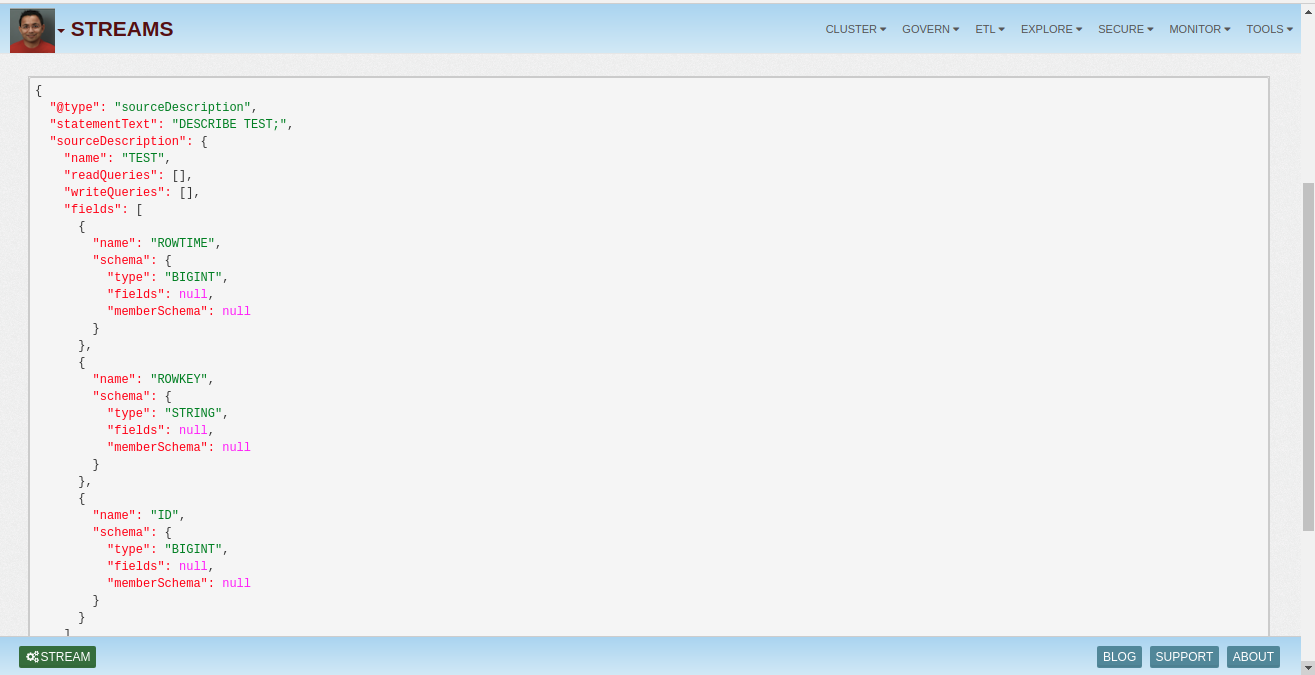 STREAMS
CLUSTER GOVERN ETL EXPLORE SECURE MONITOR TOOLS
{
  "@type": "sourceDescription",
  "statementText": "DESCRIBE TEST;",
  "sourceDescription": {
    "name": "TEST",
    "readQueries": [],
    "writeQueries": [],
    "fields": [
      {
        "name": "ROWTIME",
        "schema": {
          "type": "BIGINT",
          "fields": null,
          "memberSchema": null
        }
      },
      {
        "name": "ROWKEY",
        "schema": {
          "type": "STRING",
          "fields": null,
          "memberSchema": null
        }
      },
      {
        "name": "ID",
        "schema": {
          "type": "BIGINT",
          "fields": null,
          "memberSchema": null
        }
      }
    ]
STREAM
BLOG SUPPORT ABOUT